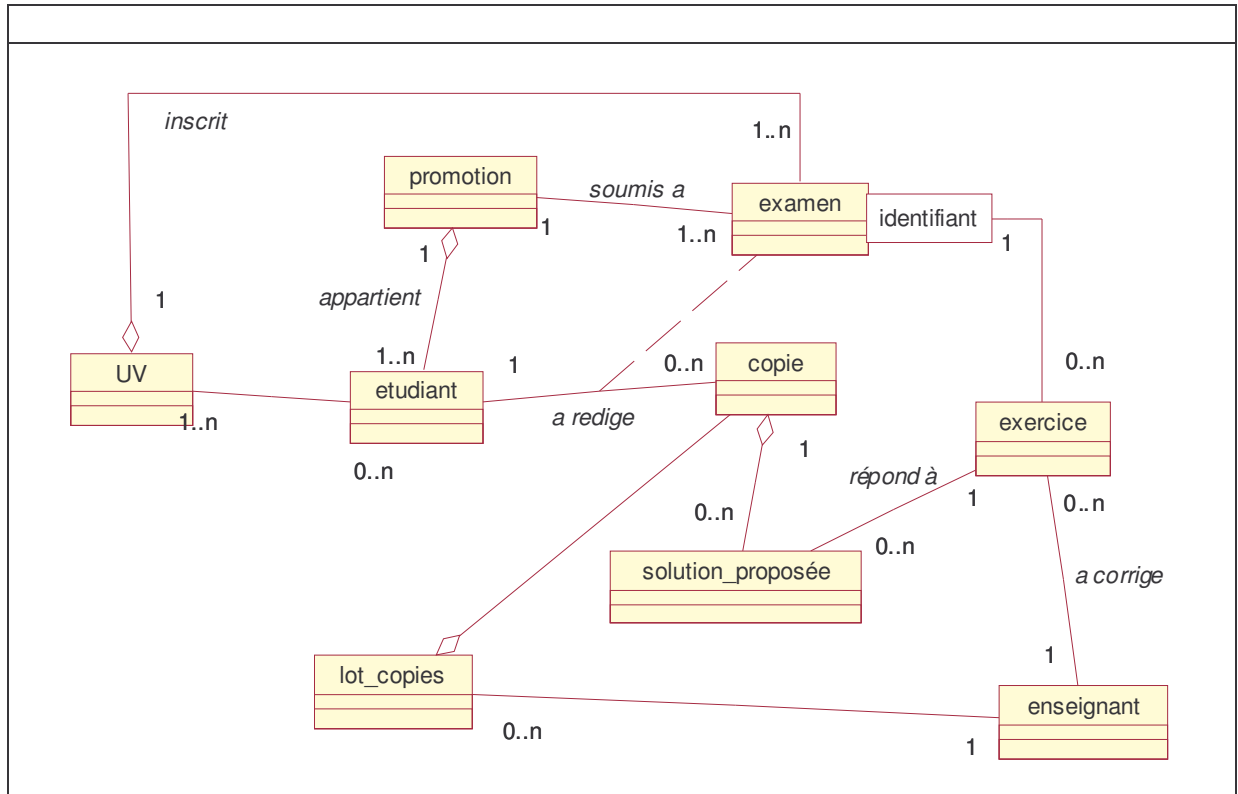 inscrit
1..n
promotion
soumis a
examen
identifiant
1
1..n
1
1
appartient
1
1..n
1
0..n
copie
0..n
UV
etudiant
1..n
a redige
exercice
1
0..n
répond à
1
0..n
0..n
0..n
solution_proposée
a corrige
1
lot_copies
enseignant
0..n
1